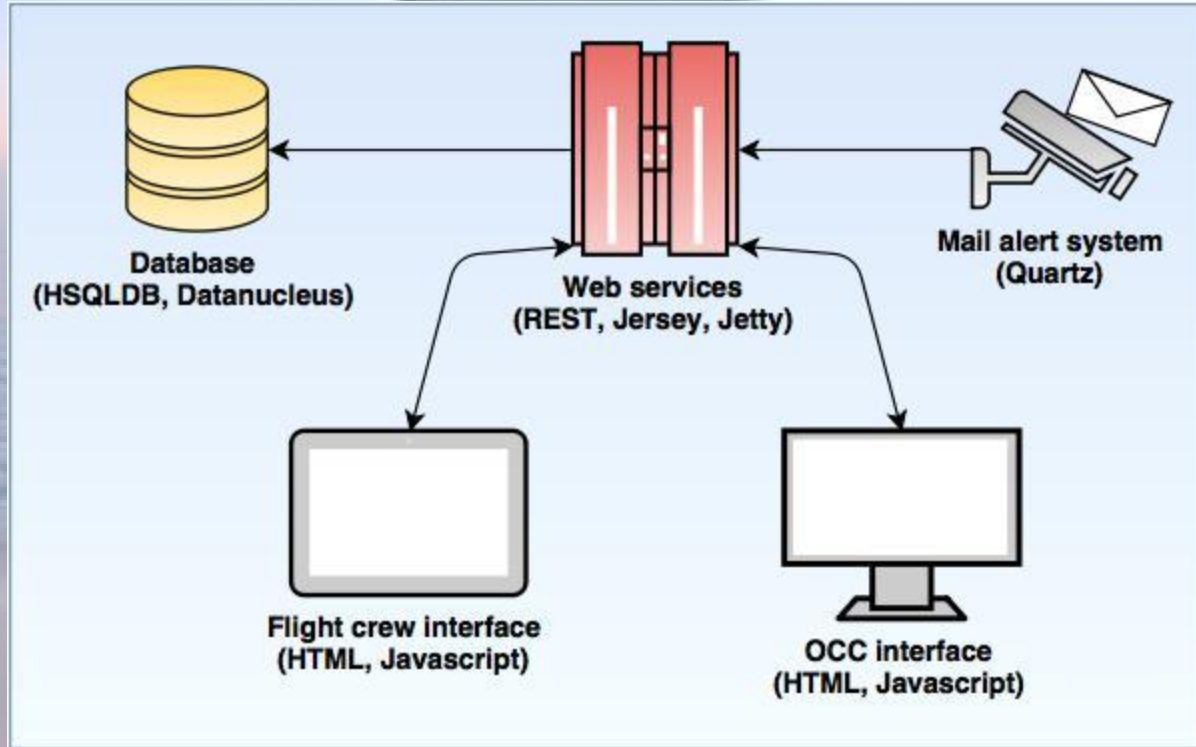 Database
(HSQLDB, Datanucleus)
Web services
(REST, Jersey, Jetty)
Mail alert system
(Quartz)
Flight crew interface
(HTML, Javascript)
OCC interface
(HTML, Javascript)